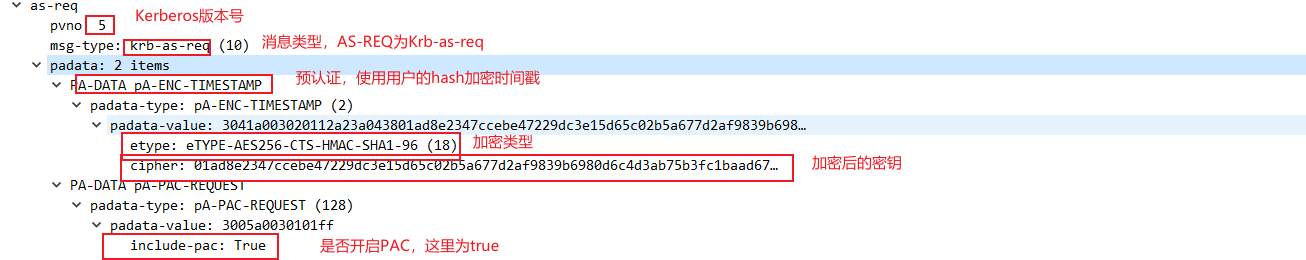 as-req
pvno 5 Kerberos版本号
msg-type: krb-as-req (10) 消息类型，AS-REQ为Krb-as-req
padata: 2 items
PA-DATA pA-ENC-TIMESTAMP 预认证，使用用户的hash加密时间戳
padata-type: pA-ENC-TIMESTAMP (2)
padata-value: 3041a003020112a23a043801ad8e2347ccebe47229dc3e15d65c02b5a677d2af9839b698…
etype: eTYPE-AES256-CTS-HMAC-SHA1-96 (18) 加密类型
cipher: 01ad8e2347ccebe47229dc3e15d65c02b5a677d2af9839b6980d6c4d3ab75b3fc1baad67… 加密后的密钥
PA-DATA pA-PAC-REQUEST
padata-type: pA-PAC-REQUEST (128)
padata-value: 3005a0030101ff
include-pac: True 是否开启PAC，这里为true